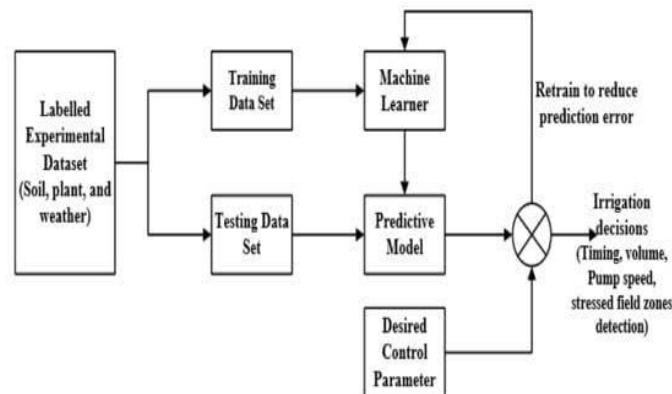 Labelled
Experimental
Dataset
(Soil, plant, and
weather)
Training
Data Set
Machine
Learner
Retrain to reduce
prediction error
Testing Data
Set
Predictive
Model
Irrigation
decisions
(Timing, volume,
Pump speed,
stressed field zones
detection)
Desired
Control
Parameter